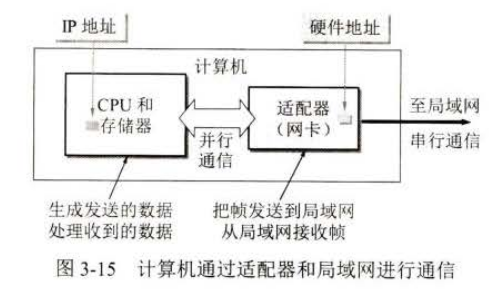 IP 地址
硬件地址
计算机
CPU 和
存储器
并行
通信
适配器
（网卡）
至局域网
串行通信
生成发送的数据
处理收到的数据
把帧发送到局域网
从局域网接收帧
图 3-15 计算机通过适配器和局域网进行通信